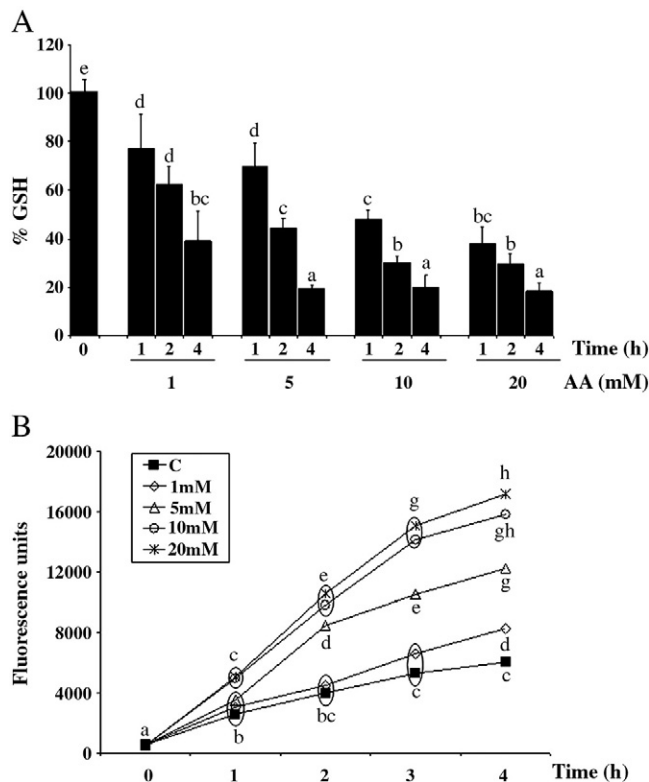 A
120
100
80
60
40
20
0
% GSH
e
d
d
bc
d
c
a
c
b
a
bc
b
a
0 1 2 4 1 2 4 1 2 4 1 2 4 Time (h)
1 5 10 20 AA (mM)
B
20000
16000
12000
8000
4000
0
Fluorescence units
C
1mM
5mM
10mM
20mM
a
c
b
e
d
bc
g
e
c
h
gh
g
d
c
0 1 2 3 4 Time (h)